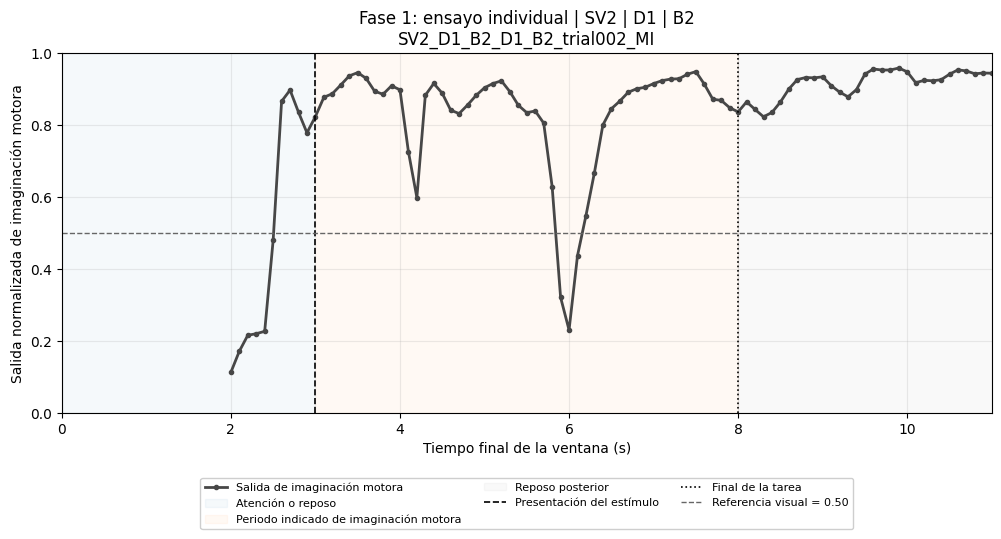 Fase 1: ensayo individual | SV2 | D1 | B2
SV2_D1_B2_D1_B2_trial002_MI
Salida normalizada de imaginación motora
1.0
0.8
0.6
0.4
0.2
0.0
0 2 4 6 8 10
Tiempo final de la ventana (s)
Salida de imaginación motora
Atención o reposo
Periodo indicado de imaginación motora
Reposo posterior
Presentación del estímulo
Final de la tarea
Referencia visual = 0.50